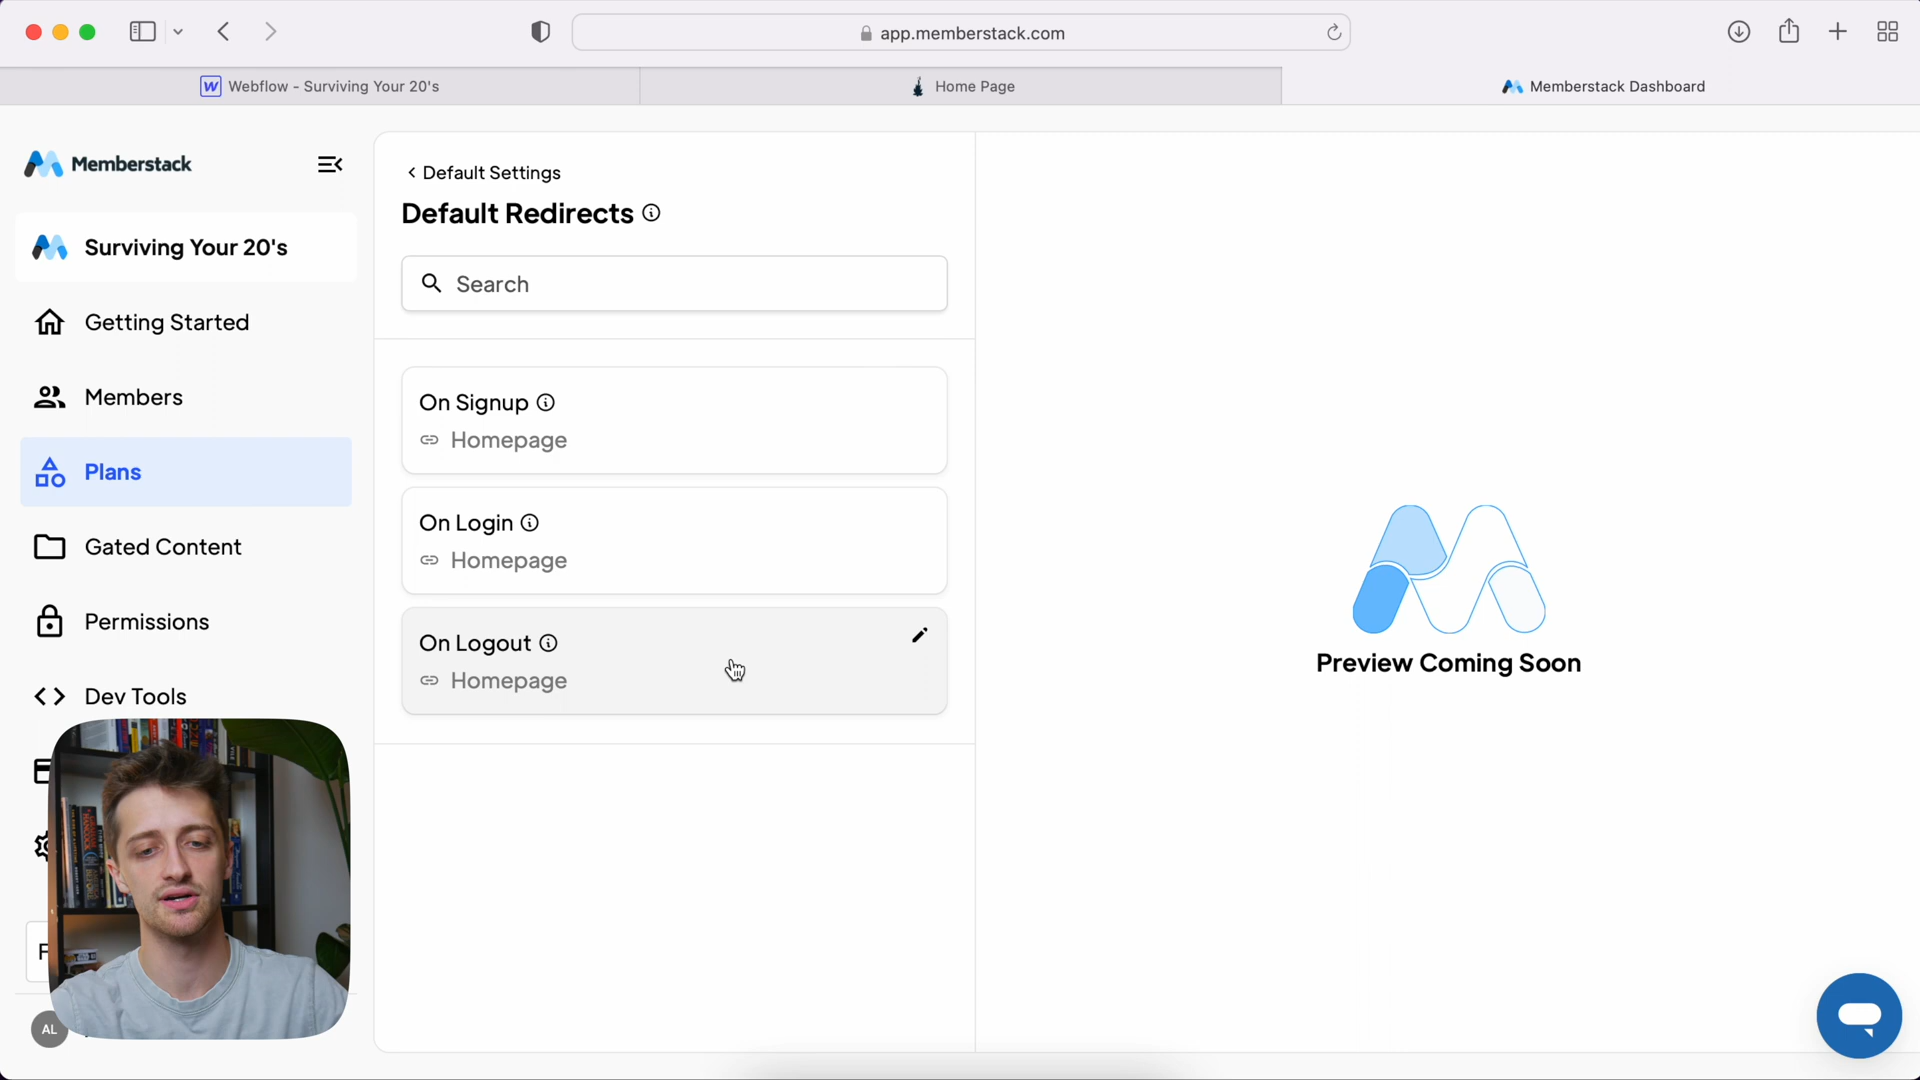 app.memberstack.com
W Webflow - Surviving Your 20's
Home Page
Memberstack Dashboard
Memberstack
Surviving Your 20's
Getting Started
Members
Plans
Gated Content
Permissions
Dev Tools
F
AL
< Default Settings
Default Redirects
Search
On Signup
Homepage
On Login
Homepage
On Logout
Homepage
Preview Coming Soon